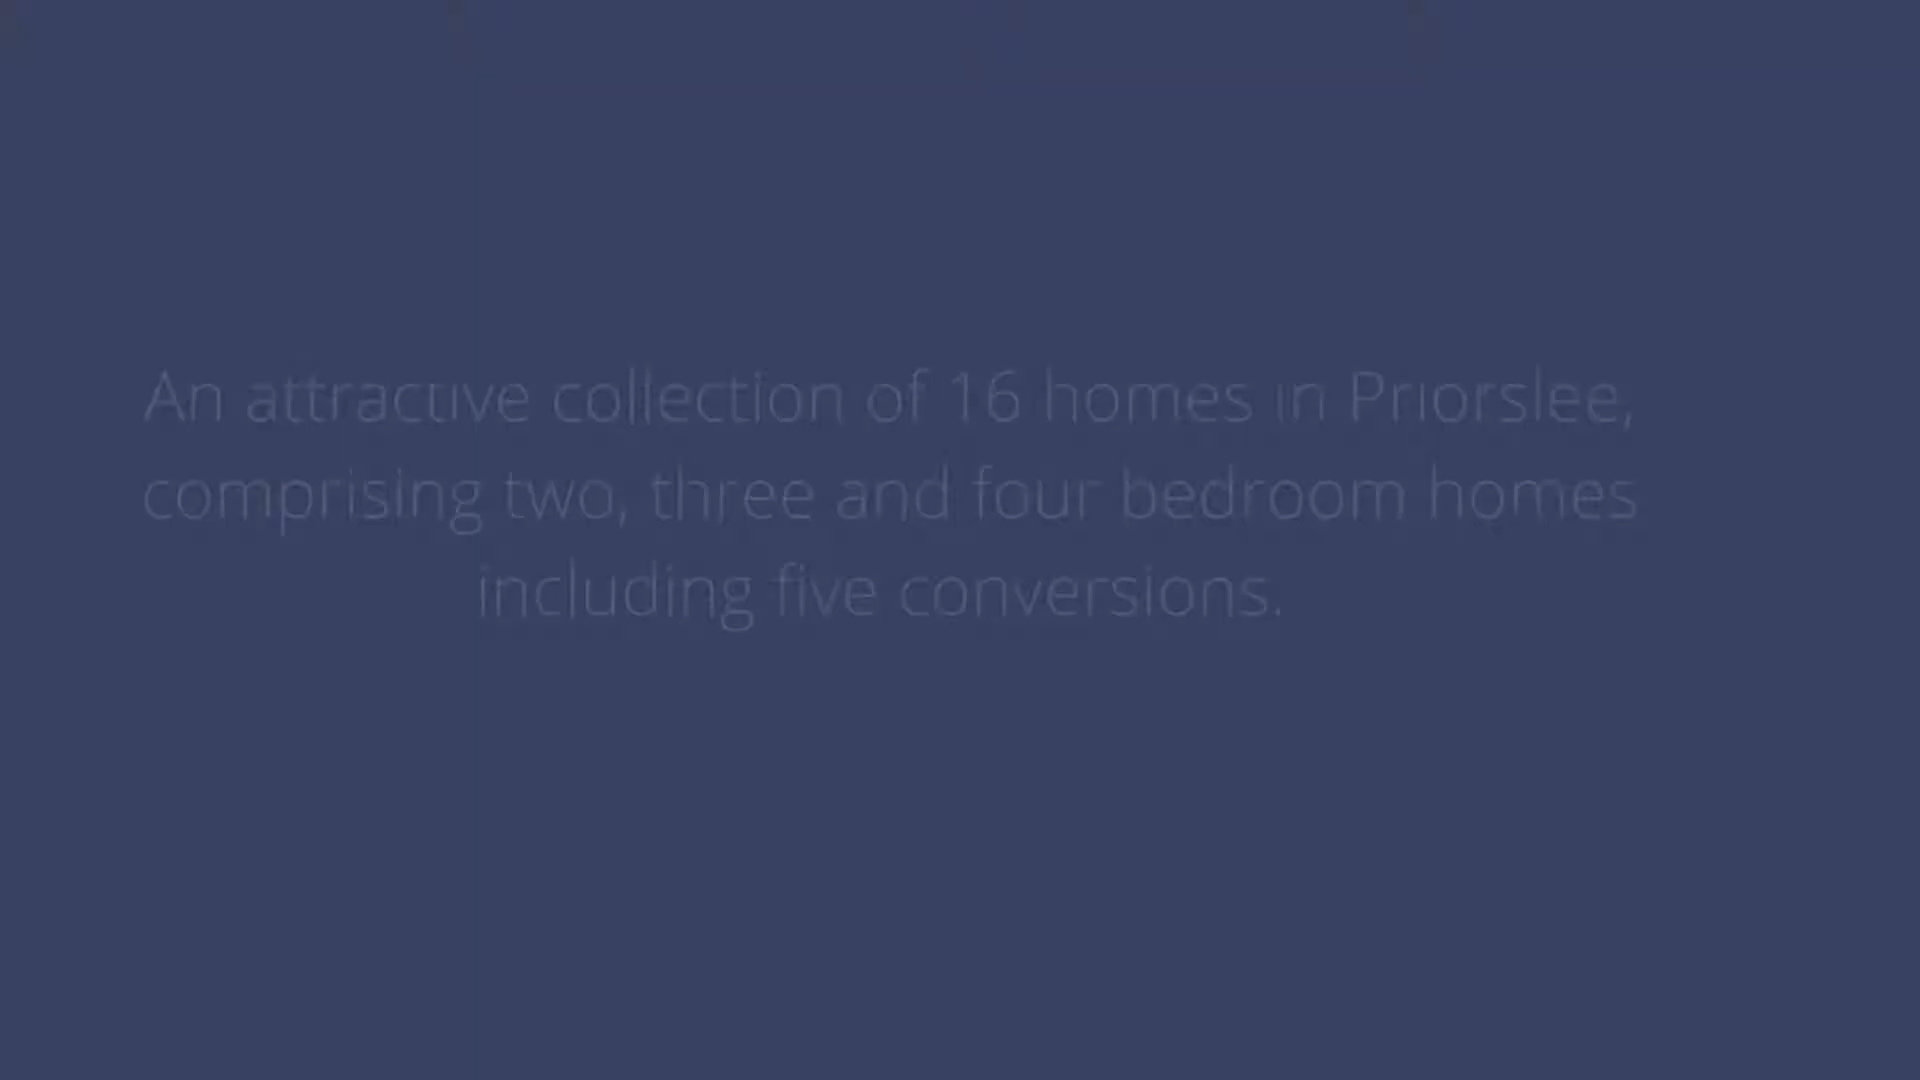 An attractive collection of 16 homes in Priorslee,
comprising two, three and four bedroom homes
including five conversions.